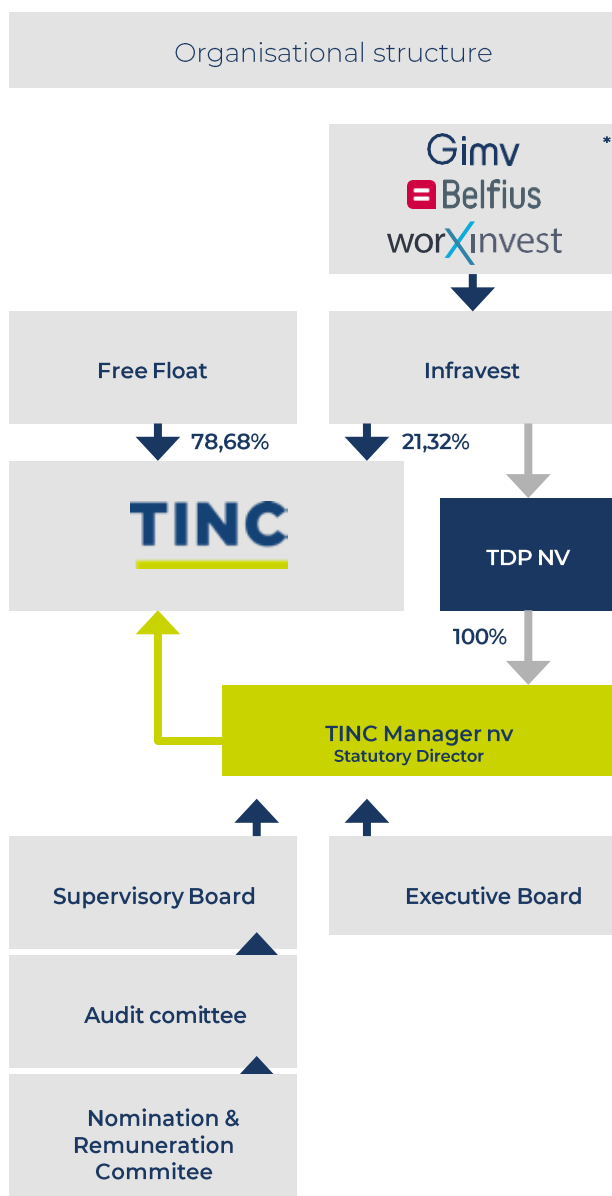 Organisational structure
Gimv *
Belfius
worxinvest
Free Float
Infravest
78,68%
21,32%
TINC
TDP NV
100%
TINC Manager nv
Statutory Director
Supervisory Board
Executive Board
Audit comittee
Nomination &
Remuneration
Commitee